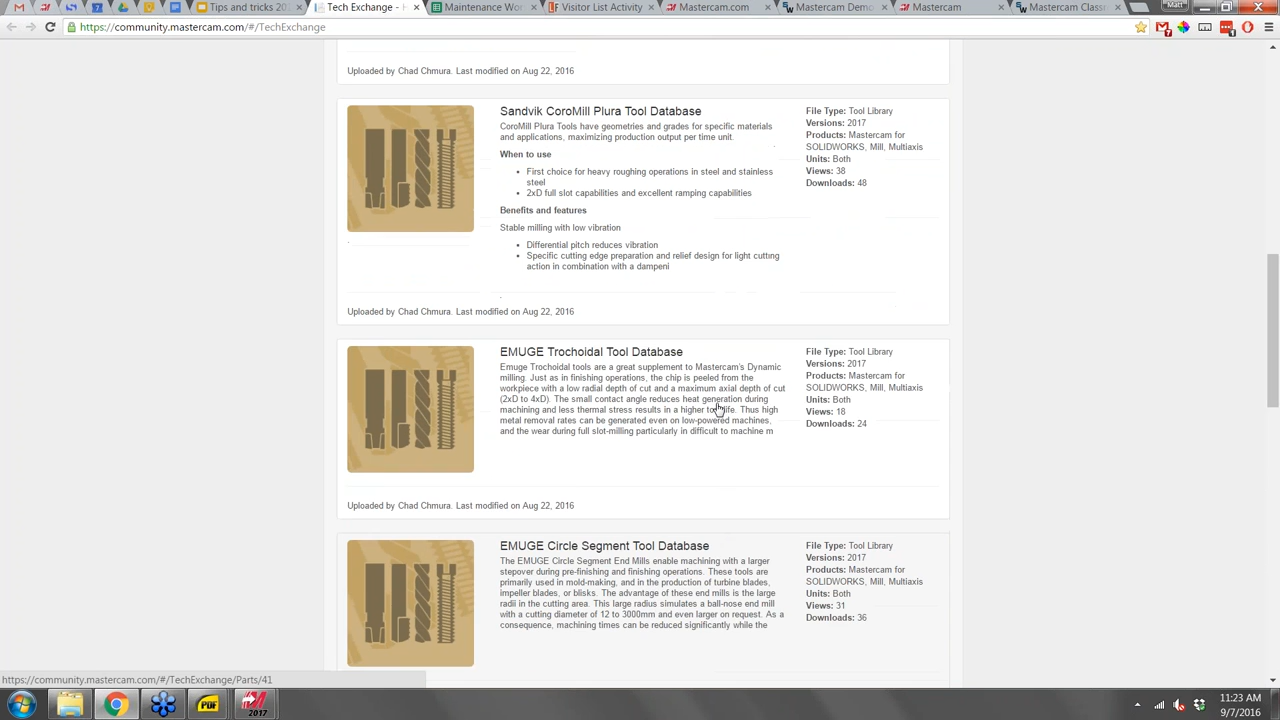 Tips and tricks 202
Tech Exchange - H
Maintenance Wor
Visitor List Activity
Mastercam.com
Mastercam Demo
Mastercam
Mastercam Classe
Matt
https://community.mastercam.com/#/TechExchange
Uploaded by Chad Chmura. Last modified on Aug 22, 2016
Sandvik CoroMill Plura Tool Database
CoroMill Plura Tools have geometries and grades for specific materials
and applications, maximizing production output per time unit.
When to use
• First choice for heavy roughing operations in steel and stainless
steel
• 2xD full slot capabilities and excellent ramping capabilities
Benefits and features
Stable milling with low vibration
• Differential pitch reduces vibration
• Specific cutting edge preparation and relief design for light cutting
action in combination with a dampeni
File Type: Tool Library
Versions: 2017
Products: Mastercam for
SOLIDWORKS, Mill, Multiaxis
Units: Both
Views: 38
Downloads: 48
Uploaded by Chad Chmura. Last modified on Aug 22, 2016
EMUGE Trochoidal Tool Database
Emuge Trochoidal tools are a great supplement to Mastercam's Dynamic
milling. Just as in finishing operations, the chip is peeled from the
workpiece with a low radial depth of cut and a maximum axial depth of cut
(2xD to 4xD). The small contact angle reduces heat generation during
machining and less thermal stress results in a higher tool life. Thus high
metal removal rates can be generated even on low-powered machines,
and the wear during full slot-milling particularly in difficult to machine m
File Type: Tool Library
Versions: 2017
Products: Mastercam for
SOLIDWORKS, Mill, Multiaxis
Units: Both
Views: 18
Downloads: 24
Uploaded by Chad Chmura. Last modified on Aug 22, 2016
EMUGE Circle Segment Tool Database
The EMUGE Circle Segment End Mills enable machining with a larger
stepover during pre-finishing and finishing operations. These tools are
primarily used in mold-making, and in the production of turbine blades,
impeller blades, or blisks. The advantage of these end mills is the large
radii in the cutting area. This large radius simulates a ball-nose end mill
with a cutting diameter of 12 to 3000mm and even larger on request. As a
consequence, machining times can be reduced significantly while the
File Type: Tool Library
Versions: 2017
Products: Mastercam for
SOLIDWORKS, Mill, Multiaxis
Units: Both
Views: 31
Downloads: 36
https://community.mastercam.com/#/TechExchange/Parts/41
PDF
2017
11:23 AM
9/7/2016